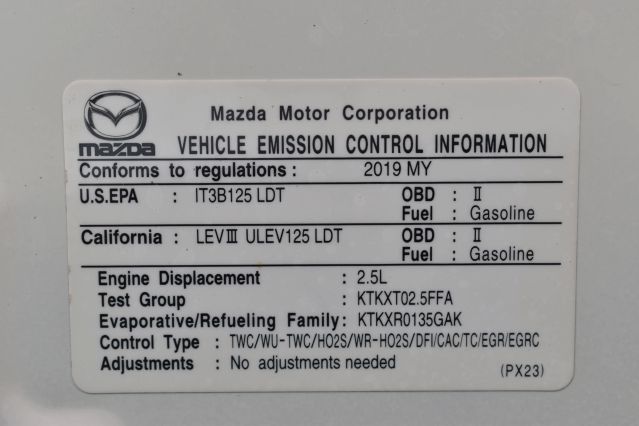 Mazda Motor Corporation
mazda VEHICLE EMISSION CONTROL INFORMATION
Conforms to regulations : 2019 MY
U.S.EPA : IT3B125 LDT OBD : II
Fuel : Gasoline
California : LEVIII ULEV125 LDT OBD : II
Fuel : Gasoline
Engine Displacement : 2.5L
Test Group : KTKXT02.5FFA
Evaporative/Refueling Family: KTKXR0135GAK
Control Type : TWC/WU-TWC/HO2S/WR-HO2S/DFI/CAC/TC/EGR/EGRC
Adjustments : No adjustments needed
(PX23)